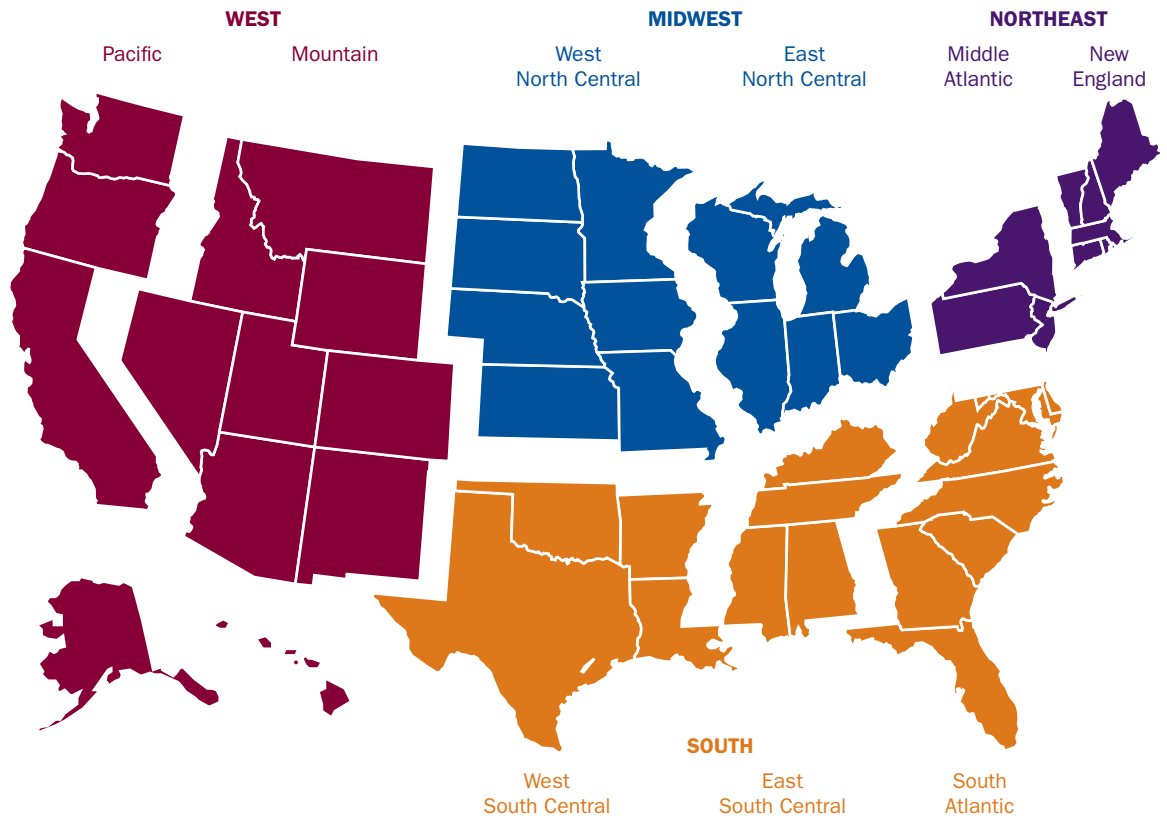 WEST
MIDWEST
NORTHEAST
Pacific
Mountain
West
North Central
East
North Central
Middle
Atlantic
New
England
SOUTH
West
South Central
East
South Central
South
Atlantic